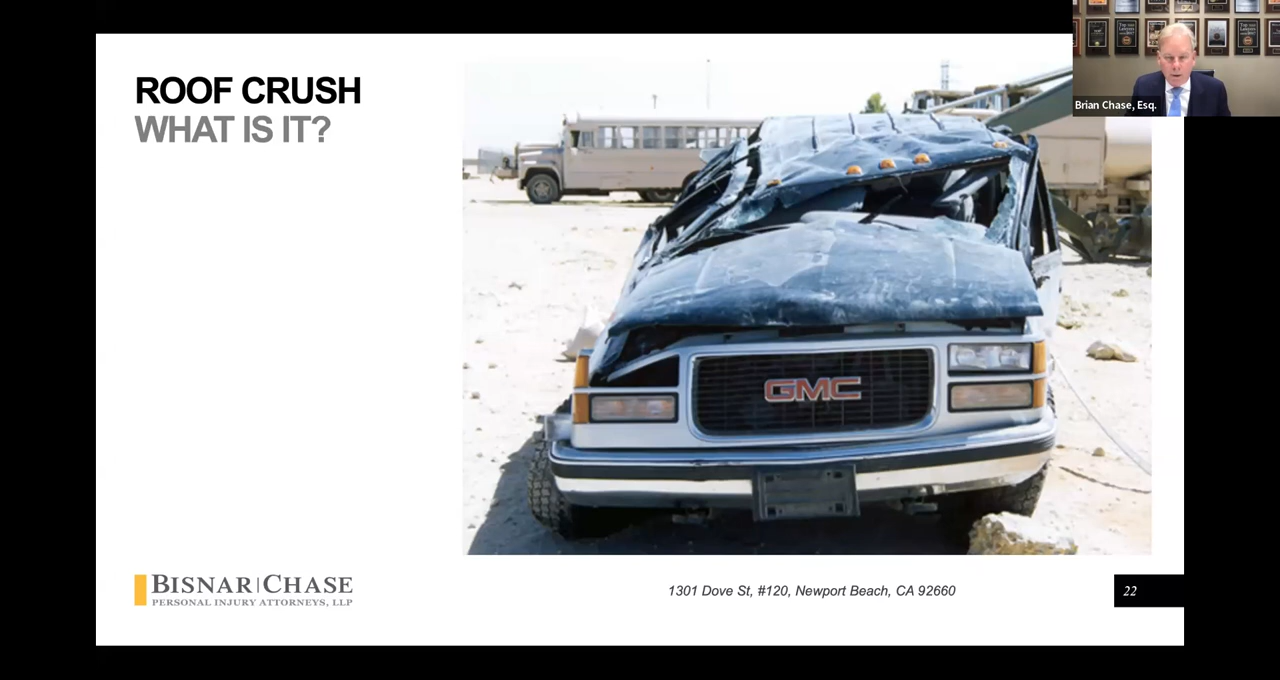 ROOF CRUSH
WHAT IS IT?
Brian Chase, Esq.
GMC
BISNAR|CHASE
PERSONAL INJURY ATTORNEYS, LLP
1301 Dove St, #120, Newport Beach, CA 92660
22